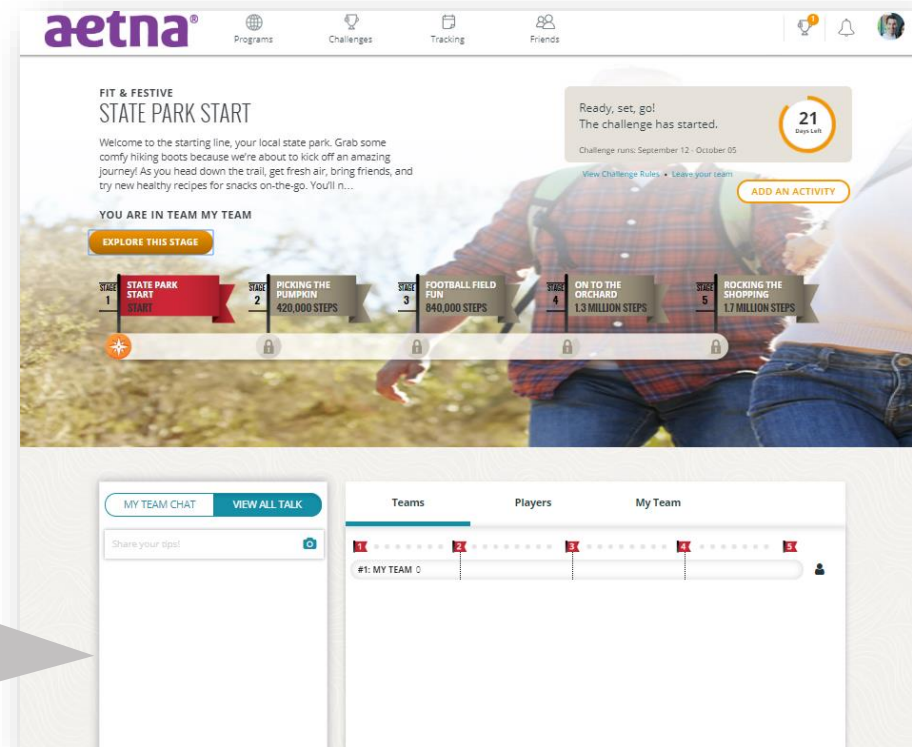 aetna®
Programs
Challenges
Tracking
Friends
1
FIT & FESTIVE
STATE PARK START
Welcome to the starting line, your local state park. Grab some
comfy hiking boots because we're about to kick off an amazing
journey! As you head down the trail, get fresh air, bring friends, and
try new healthy recipes for snacks on-the-go. You'll n...
Ready, set, go!
The challenge has started.
Challenge runs: September 12 - October 05
21
Days Left
View Challenge Rules • Leave your team
ADD AN ACTIVITY
YOU ARE IN TEAM MY TEAM
EXPLORE THIS STAGE
STAGE 1
STATE PARK
START
START
STAGE 2
PICKING THE
PUMPKIN
420,000 STEPS
STAGE 3
FOOTBALL FIELD
FUN
840,000 STEPS
STAGE 4
ON TO THE
ORCHARD
1.3 MILLION STEPS
STAGE 5
ROCKING THE
SHOPPING
1.7 MILLION STEPS
MY TEAM CHAT
VIEW ALL TALK
Share your tips!
Teams
Players
My Team
1 2 3 4 5
#1: MY TEAM 0